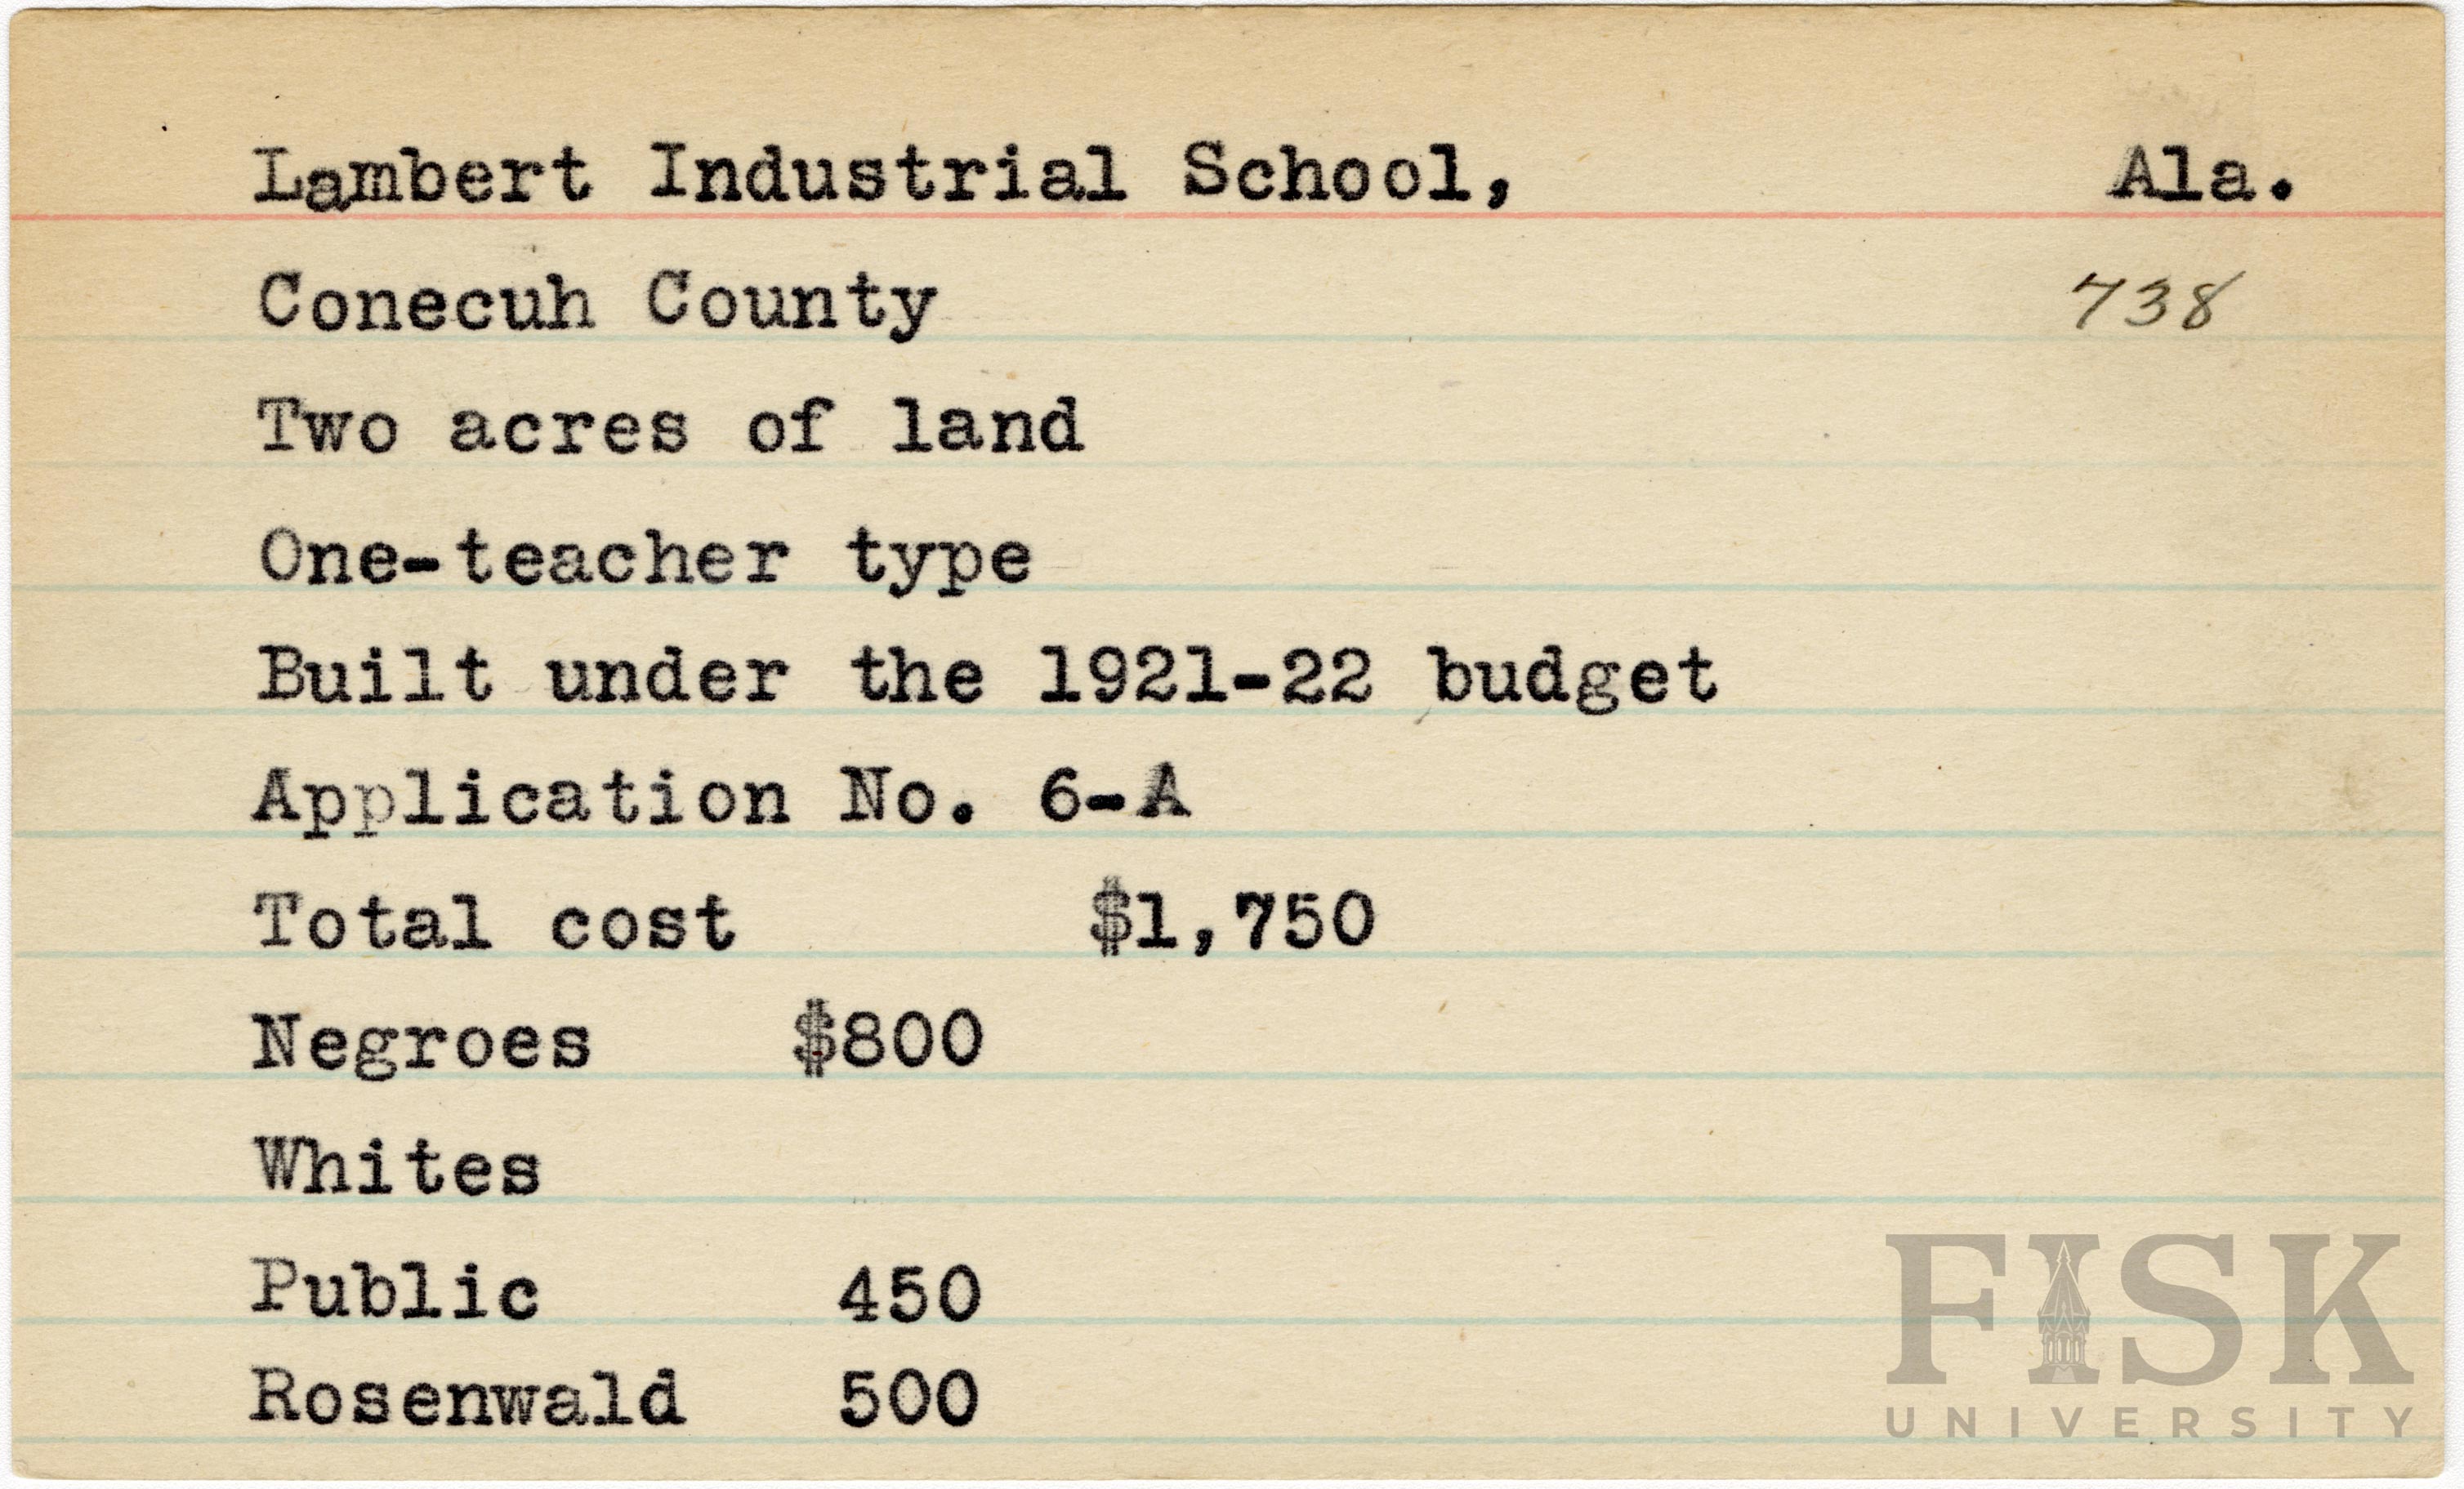 Lambert Industrial School, Ala.
Conecuh County 738
Two acres of land
One-teacher type
Built under the 1921-22 budget
Application No. 6-A
Total cost $1,750
Negroes $800
Whites
Public 450
Rosenwald 500
FISK
UNIVERSITY